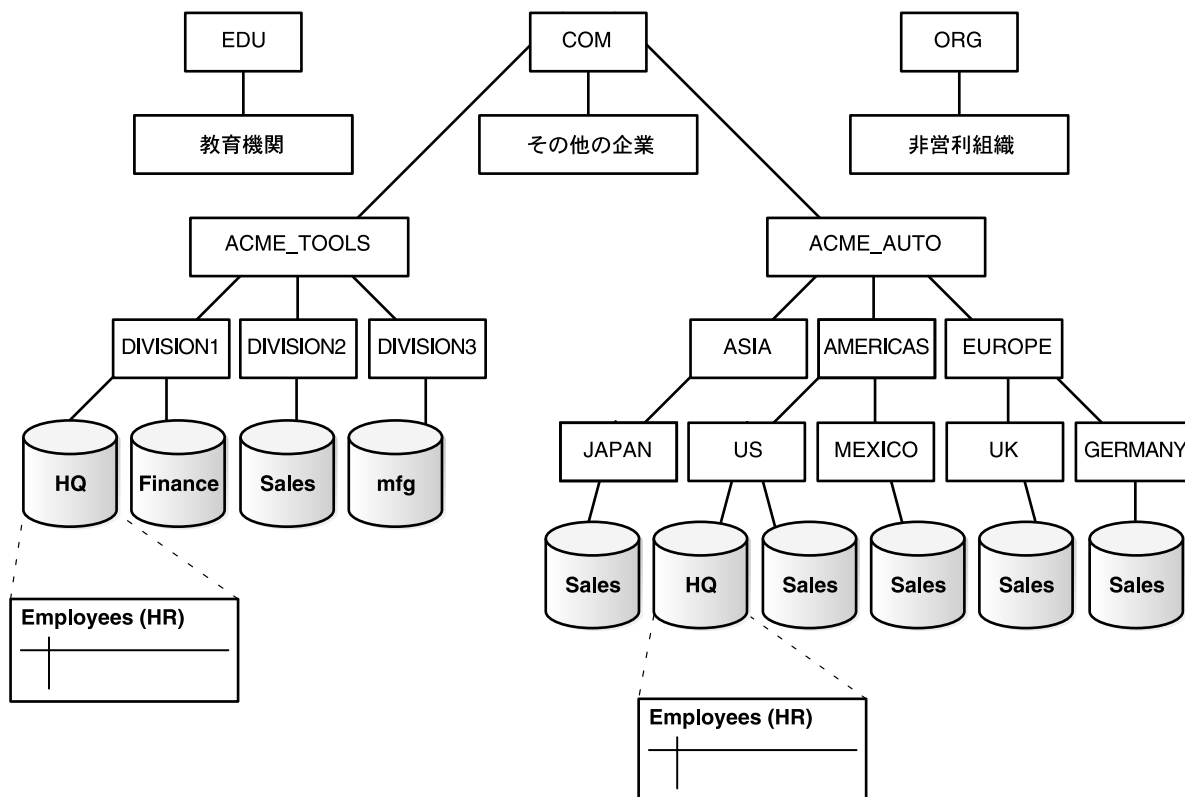 EDU
COM
ORG
教育機関
その他の企業
非営利組織
ACME_TOOLS
ACME_AUTO
DIVISION1
DIVISION2
DIVISION3
ASIA
AMERICAS
EUROPE
HQ
Finance
Sales
mfg
JAPAN
US
MEXICO
UK
GERMANY
Sales
HQ
Sales
Sales
Sales
Sales
Employees (HR)
Employees (HR)